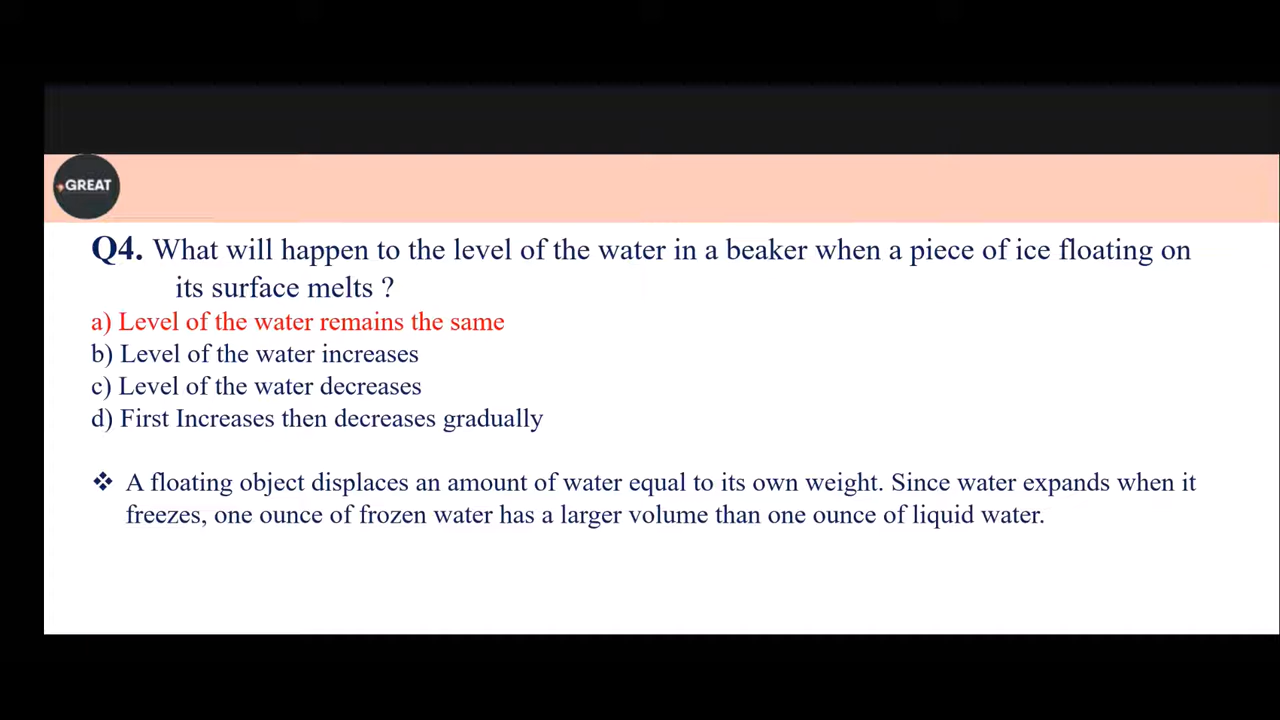 GREAT
Q4. What will happen to the level of the water in a beaker when a piece of ice floating on
its surface melts ?
a) Level of the water remains the same
b) Level of the water increases
c) Level of the water decreases
d) First Increases then decreases gradually
❖ A floating object displaces an amount of water equal to its own weight. Since water expands when it
freezes, one ounce of frozen water has a larger volume than one ounce of liquid water.